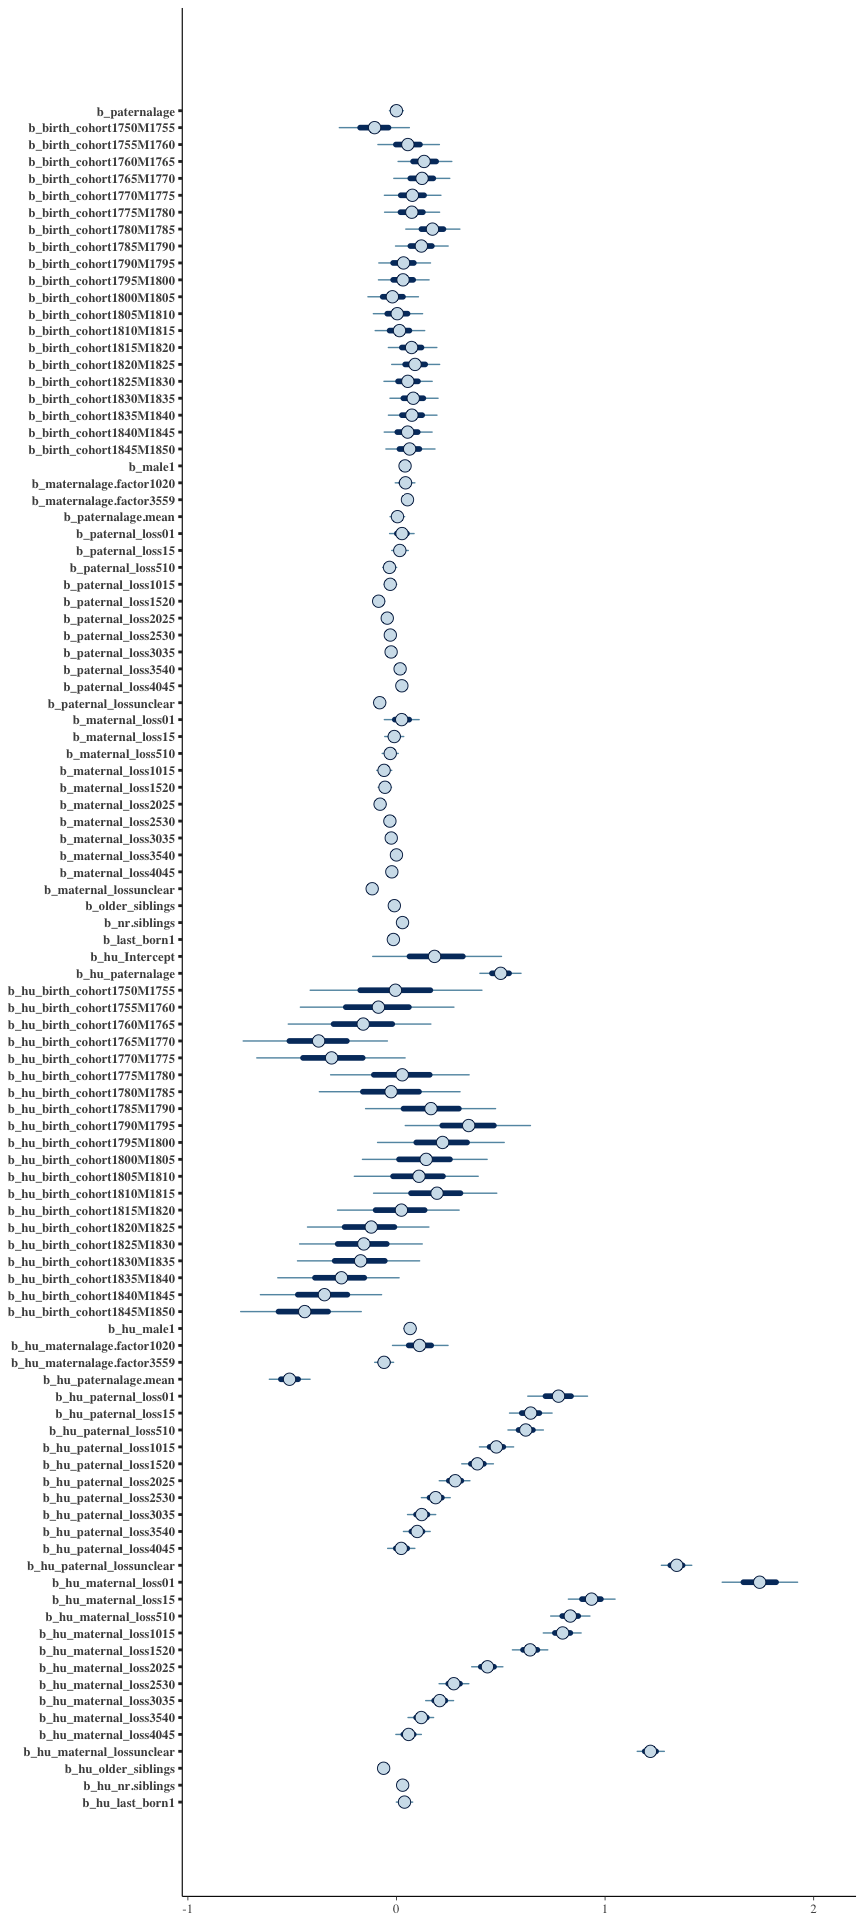 b_paternalage
b_birth_cohort1750M1755
b_birth_cohort1755M1760
b_birth_cohort1760M1765
b_birth_cohort1765M1770
b_birth_cohort1770M1775
b_birth_cohort1775M1780
b_birth_cohort1780M1785
b_birth_cohort1785M1790
b_birth_cohort1790M1795
b_birth_cohort1795M1800
b_birth_cohort1800M1805
b_birth_cohort1805M1810
b_birth_cohort1810M1815
b_birth_cohort1815M1820
b_birth_cohort1820M1825
b_birth_cohort1825M1830
b_birth_cohort1830M1835
b_birth_cohort1835M1840
b_birth_cohort1840M1845
b_birth_cohort1845M1850
b_male1
b_maternalage.factor1020
b_maternalage.factor3559
b_paternalage.mean
b_paternal_loss01
b_paternal_loss15
b_paternal_loss510
b_paternal_loss1015
b_paternal_loss1520
b_paternal_loss2025
b_paternal_loss2530
b_paternal_loss3035
b_paternal_loss3540
b_paternal_loss4045
b_paternal_lossunclear
b_maternal_loss01
b_maternal_loss15
b_maternal_loss510
b_maternal_loss1015
b_maternal_loss1520
b_maternal_loss2025
b_maternal_loss2530
b_maternal_loss3035
b_maternal_loss3540
b_maternal_loss4045
b_maternal_lossunclear
b_older_siblings
b_nr.siblings
b_last_born1
b_hu_Intercept
b_hu_paternalage
b_hu_birth_cohort1750M1755
b_hu_birth_cohort1755M1760
b_hu_birth_cohort1760M1765
b_hu_birth_cohort1765M1770
b_hu_birth_cohort1770M1775
b_hu_birth_cohort1775M1780
b_hu_birth_cohort1780M1785
b_hu_birth_cohort1785M1790
b_hu_birth_cohort1790M1795
b_hu_birth_cohort1795M1800
b_hu_birth_cohort1800M1805
b_hu_birth_cohort1805M1810
b_hu_birth_cohort1810M1815
b_hu_birth_cohort1815M1820
b_hu_birth_cohort1820M1825
b_hu_birth_cohort1825M1830
b_hu_birth_cohort1830M1835
b_hu_birth_cohort1835M1840
b_hu_birth_cohort1840M1845
b_hu_birth_cohort1845M1850
b_hu_male1
b_hu_maternalage.factor1020
b_hu_maternalage.factor3559
b_hu_paternalage.mean
b_hu_paternal_loss01
b_hu_paternal_loss15
b_hu_paternal_loss510
b_hu_paternal_loss1015
b_hu_paternal_loss1520
b_hu_paternal_loss2025
b_hu_paternal_loss2530
b_hu_paternal_loss3035
b_hu_paternal_loss3540
b_hu_paternal_loss4045
b_hu_paternal_lossunclear
b_hu_maternal_loss01
b_hu_maternal_loss15
b_hu_maternal_loss510
b_hu_maternal_loss1015
b_hu_maternal_loss1520
b_hu_maternal_loss2025
b_hu_maternal_loss2530
b_hu_maternal_loss3035
b_hu_maternal_loss3540
b_hu_maternal_loss4045
b_hu_maternal_lossunclear
b_hu_older_siblings
b_hu_nr.siblings
b_hu_last_born1
-1 0 1 2